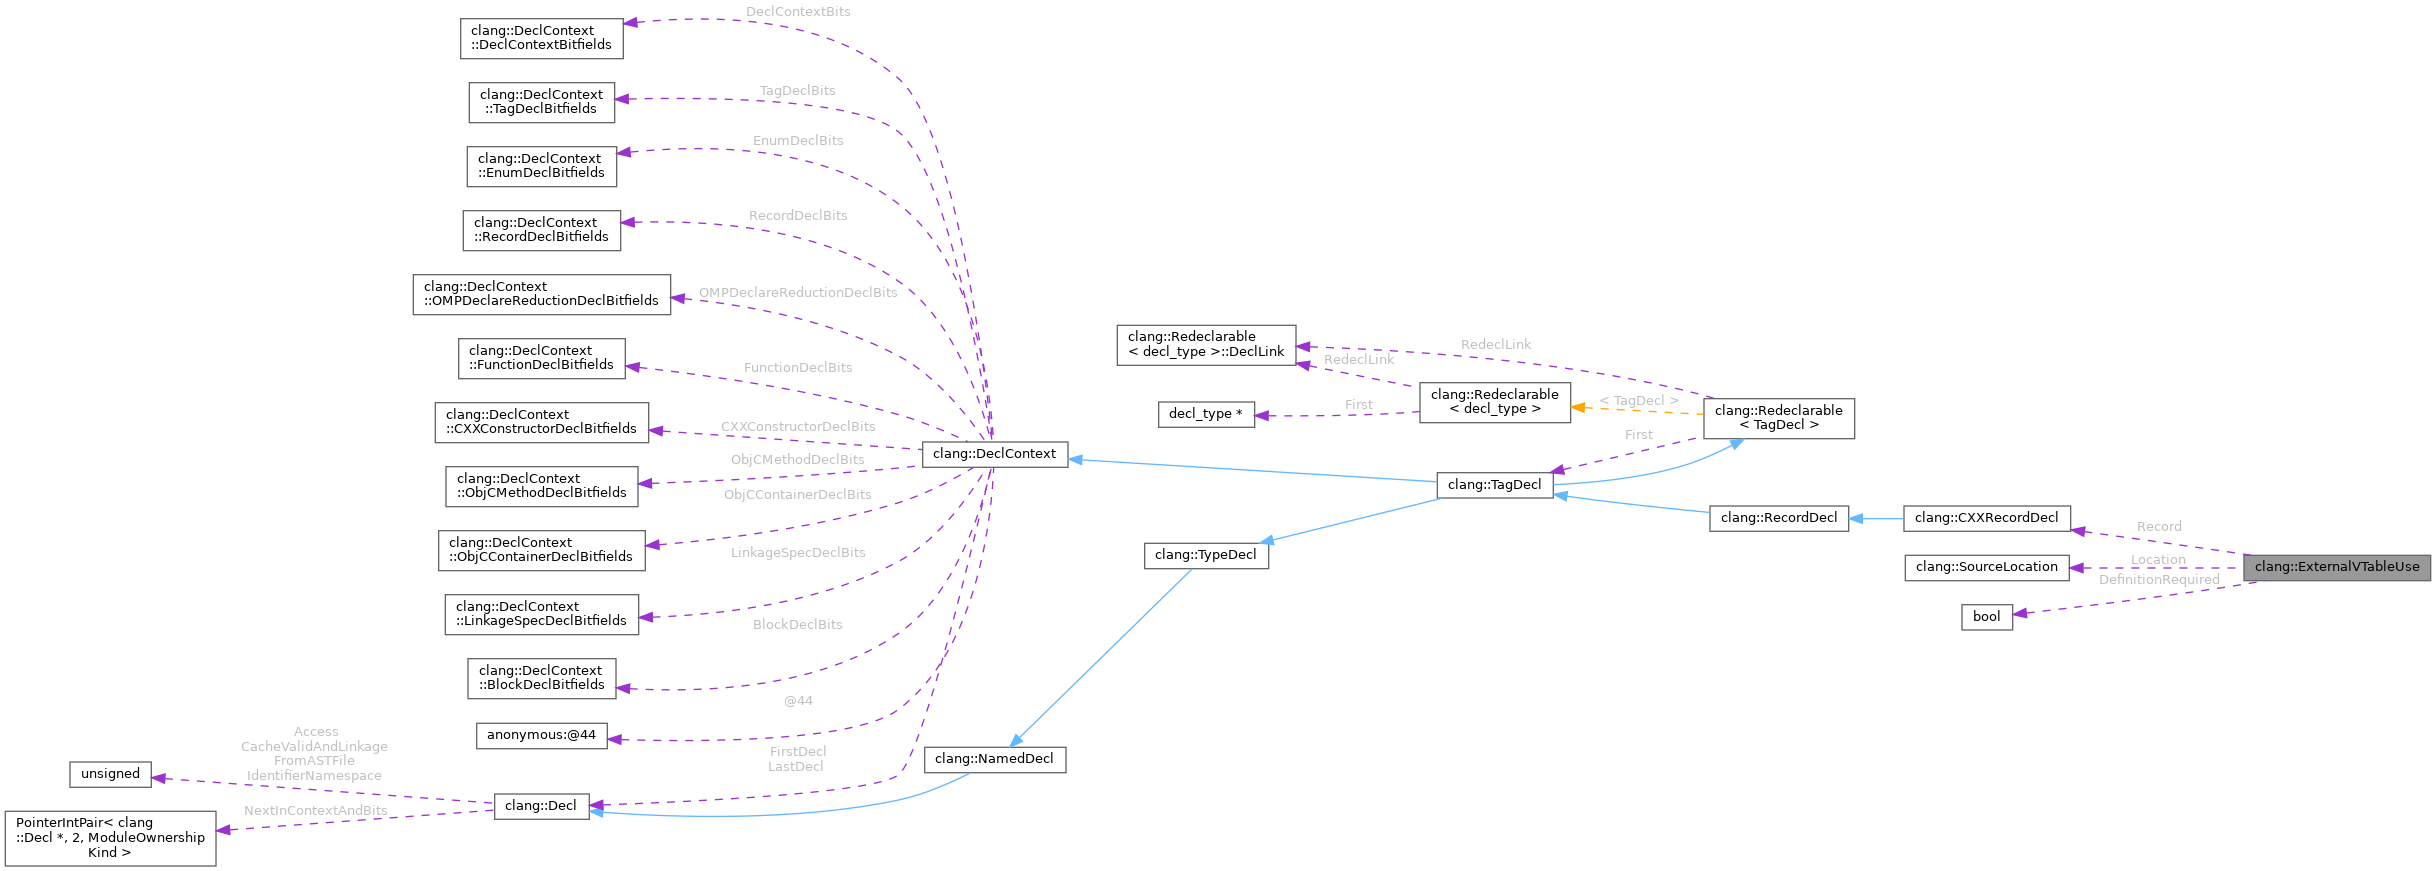 clang::DeclContext
::DeclContextBitfields
DeclContextBits
clang::DeclContext
::TagDeclBitfields
TagDeclBits
clang::DeclContext
::EnumDeclBitfields
EnumDeclBits
clang::DeclContext
::RecordDeclBitfields
RecordDeclBits
clang::DeclContext
::OMPDeclareReductionDeclBitfields
OMPDeclareReductionDeclBits
clang::DeclContext
::FunctionDeclBitfields
FunctionDeclBits
clang::DeclContext
::CXXConstructorDeclBitfields
CXXConstructorDeclBits
clang::DeclContext
::ObjCMethodDeclBitfields
ObjCMethodDeclBits
clang::DeclContext
::ObjCContainerDeclBitfields
ObjCContainerDeclBits
clang::DeclContext
::LinkageSpecDeclBitfields
LinkageSpecDeclBits
clang::DeclContext
::BlockDeclBitfields
BlockDeclBits
anonymous:@44
@44
FirstDecl
LastDecl
unsigned
Access
CacheValidAndLinkage
FromASTFile
IdentifierNamespace
PointerIntPair< clang
::Decl *, 2, ModuleOwnership
Kind >
NextInContextAndBits
clang::Decl
clang::DeclContext
clang::NamedDecl
clang::TypeDecl
clang::Redeclarable
< decl_type >::DeclLink
RedeclLink
RedeclLink
decl_type *
First
clang::Redeclarable
< decl_type >
< TagDecl >
clang::Redeclarable
< TagDecl >
First
clang::TagDecl
clang::RecordDecl
clang::CXXRecordDecl
Record
clang::SourceLocation
Location
bool
DefinitionRequired
clang::ExternalVTableUse